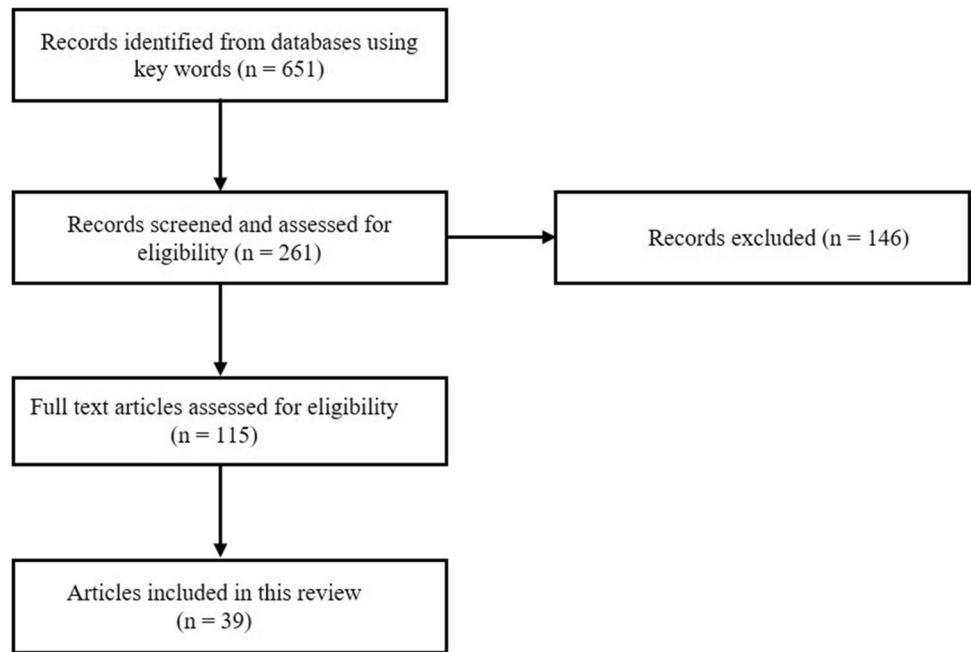 Records identified from databases using
key words (n = 651)
Records screened and assessed for
eligibility (n = 261)
Records excluded (n = 146)
Full text articles assessed for eligibility
(n = 115)
Articles included in this review
(n = 39)